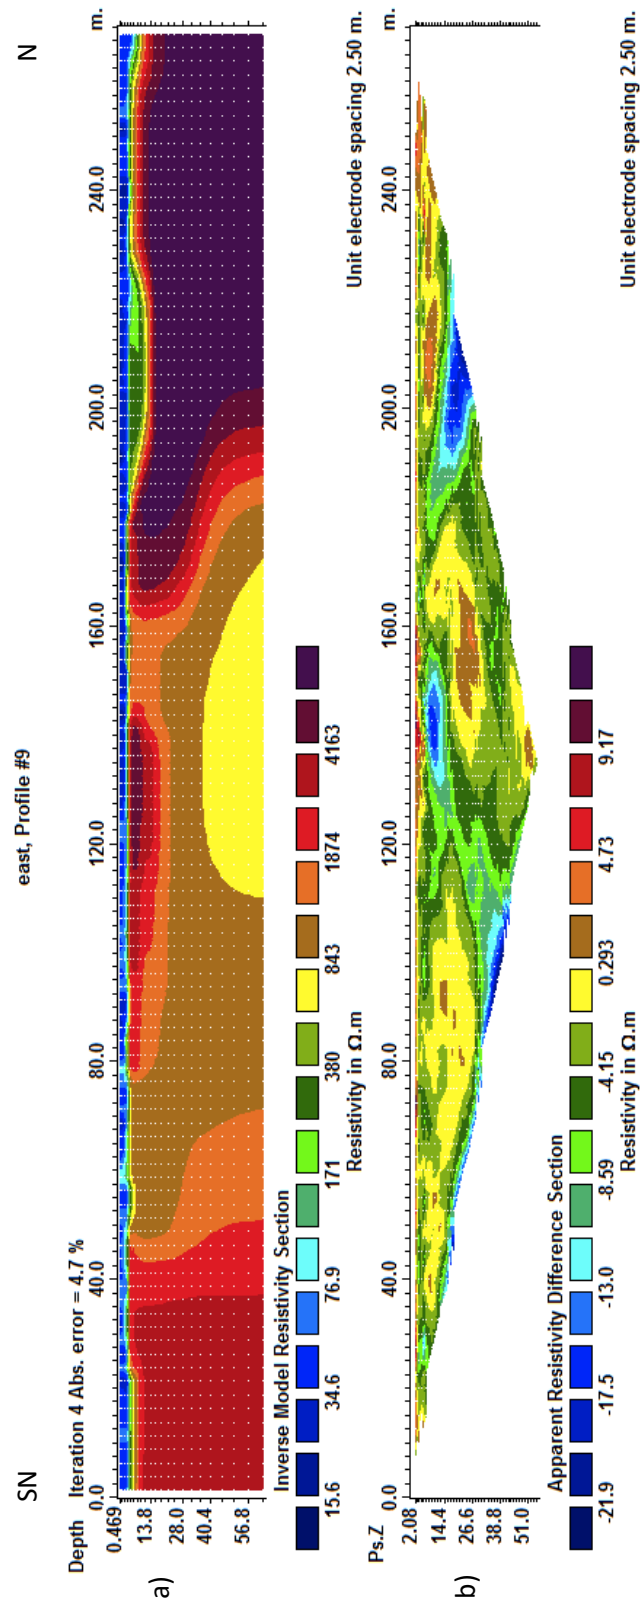 east, Profile #9
SN N
Depth Iteration 4 Abs. error = 4.7 %
0.0 40.0 80.0 120.0 160.0 200.0 240.0 m.
0.469
13.8
28.0
40.4
56.8
a)
Inverse Model Resistivity Section
15.6 34.6 76.9 171 380 843 1874 4163
Resistivity in Ω.m
Unit electrode spacing 2.50 m.
Ps.Z
0.0 40.0 80.0 120.0 160.0 200.0 240.0 m.
2.08
14.4
26.6
38.8
51.0
b)
Apparent Resistivity Difference Section
-21.9 -17.5 -13.0 -8.59 -4.15 0.293 4.73 9.17
Resistivity in Ω.m
Unit electrode spacing 2.50 m.